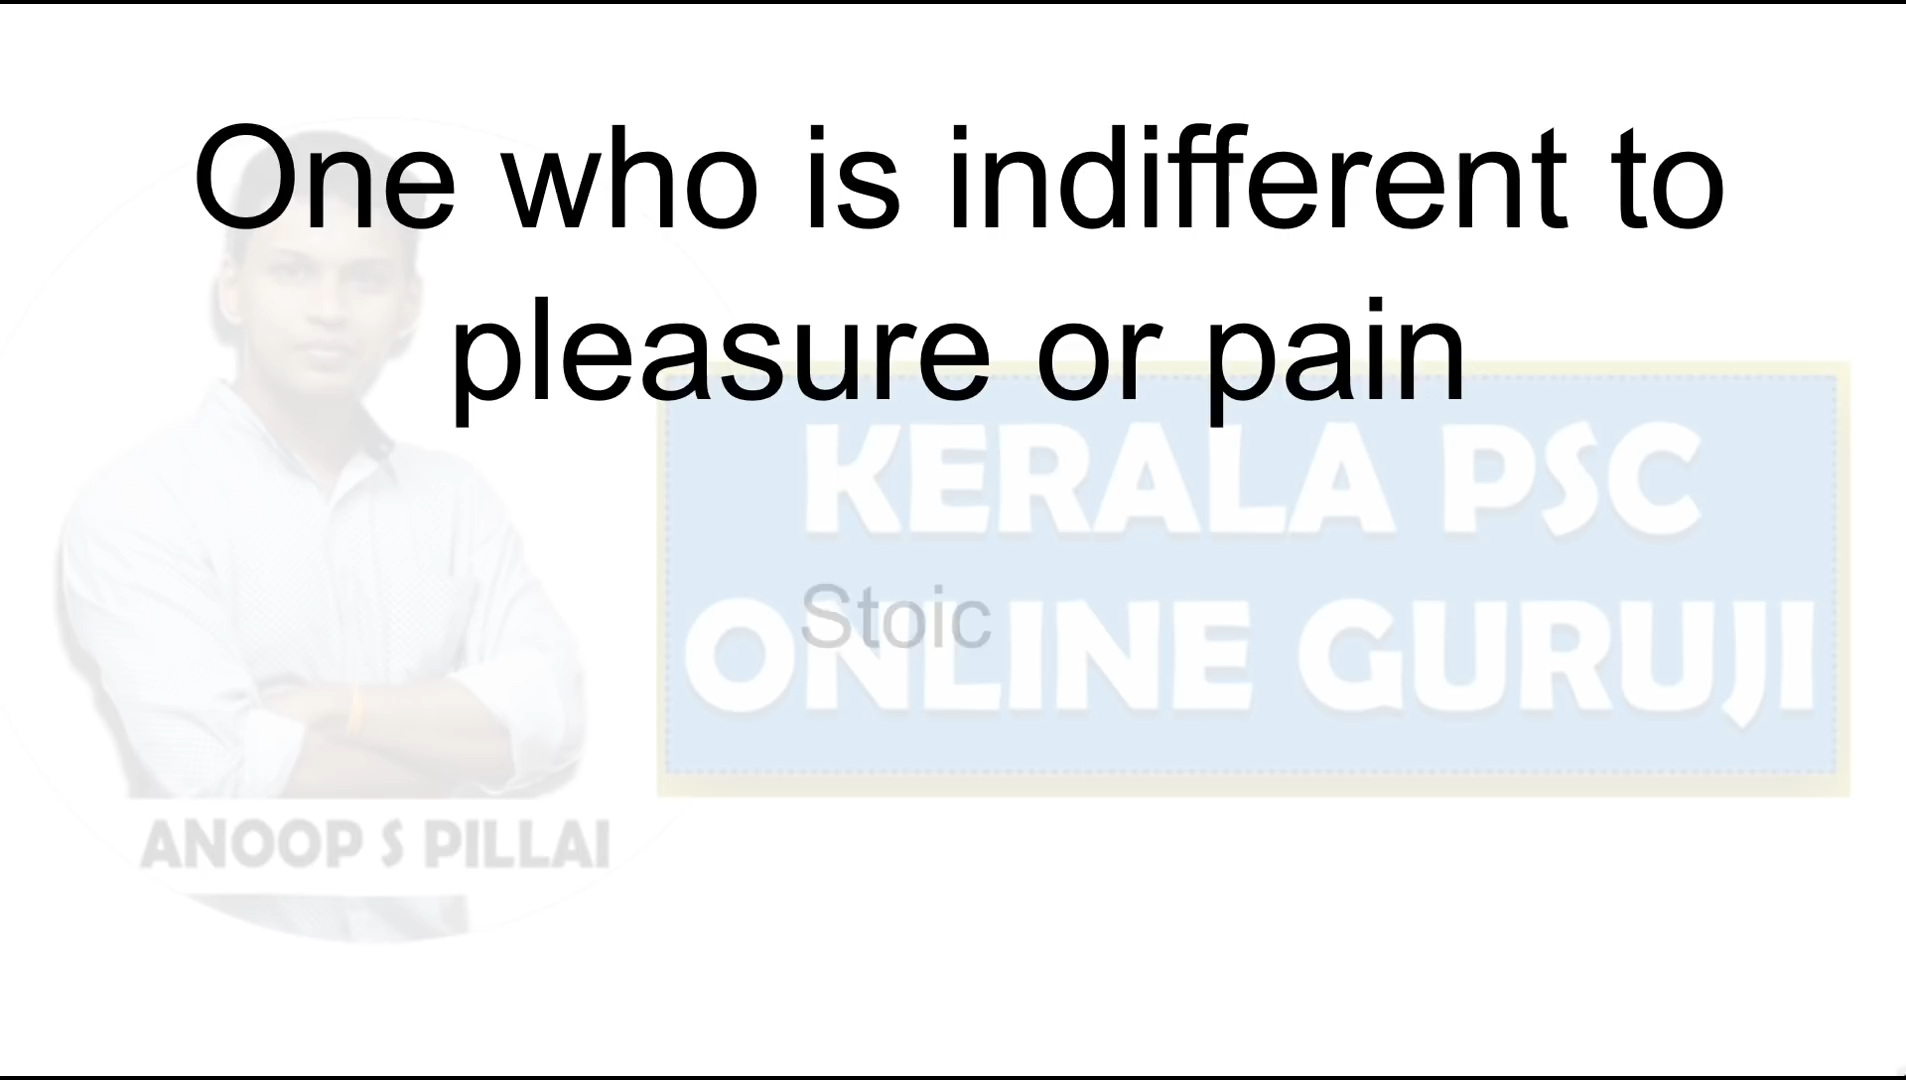 One who is indifferent to
pleasure or pain
KERALA PSC
Stoic
ONLINE GURUJI
ANOOP S PILLAI